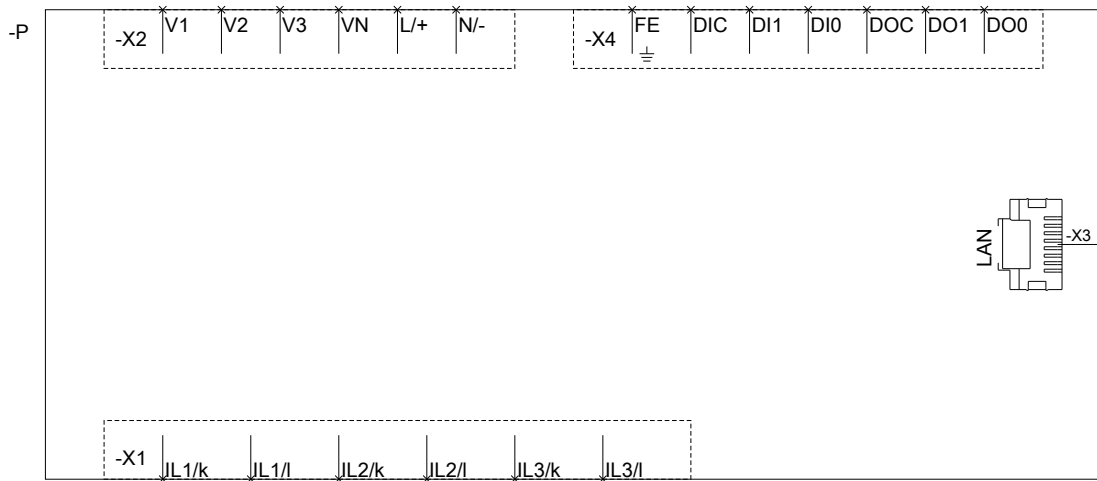 -P
-X2 V1 V2 V3 VN L/+ N/-
-X4 FE DIC DI1 DI0 DOC DO1 DO0
LAN
-X3
-X1 IL1/k IL1/l IL2/k IL2/l IL3/k IL3/l